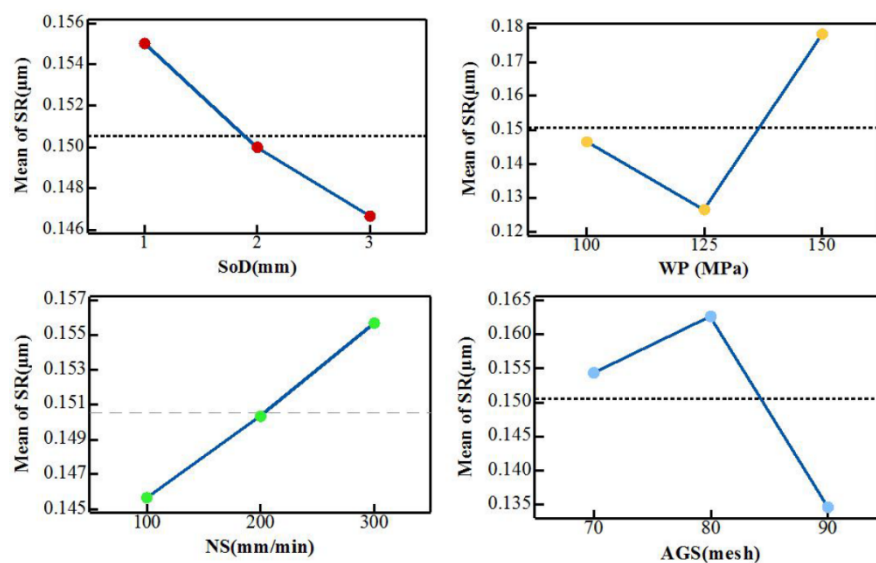 Mean of SR(μm)
0.156
0.154
0.152
0.150
0.148
0.146
1 2 3
SoD(mm)
Mean of SR(μm)
0.18
0.17
0.16
0.15
0.14
0.13
0.12
100 125 150
WP (MPa)
Mean of SR(μm)
0.157
0.155
0.153
0.151
0.149
0.147
0.145
100 200 300
NS(mm/min)
Mean of SR(μm)
0.165
0.160
0.155
0.150
0.145
0.140
0.135
70 80 90
AGS(mesh)